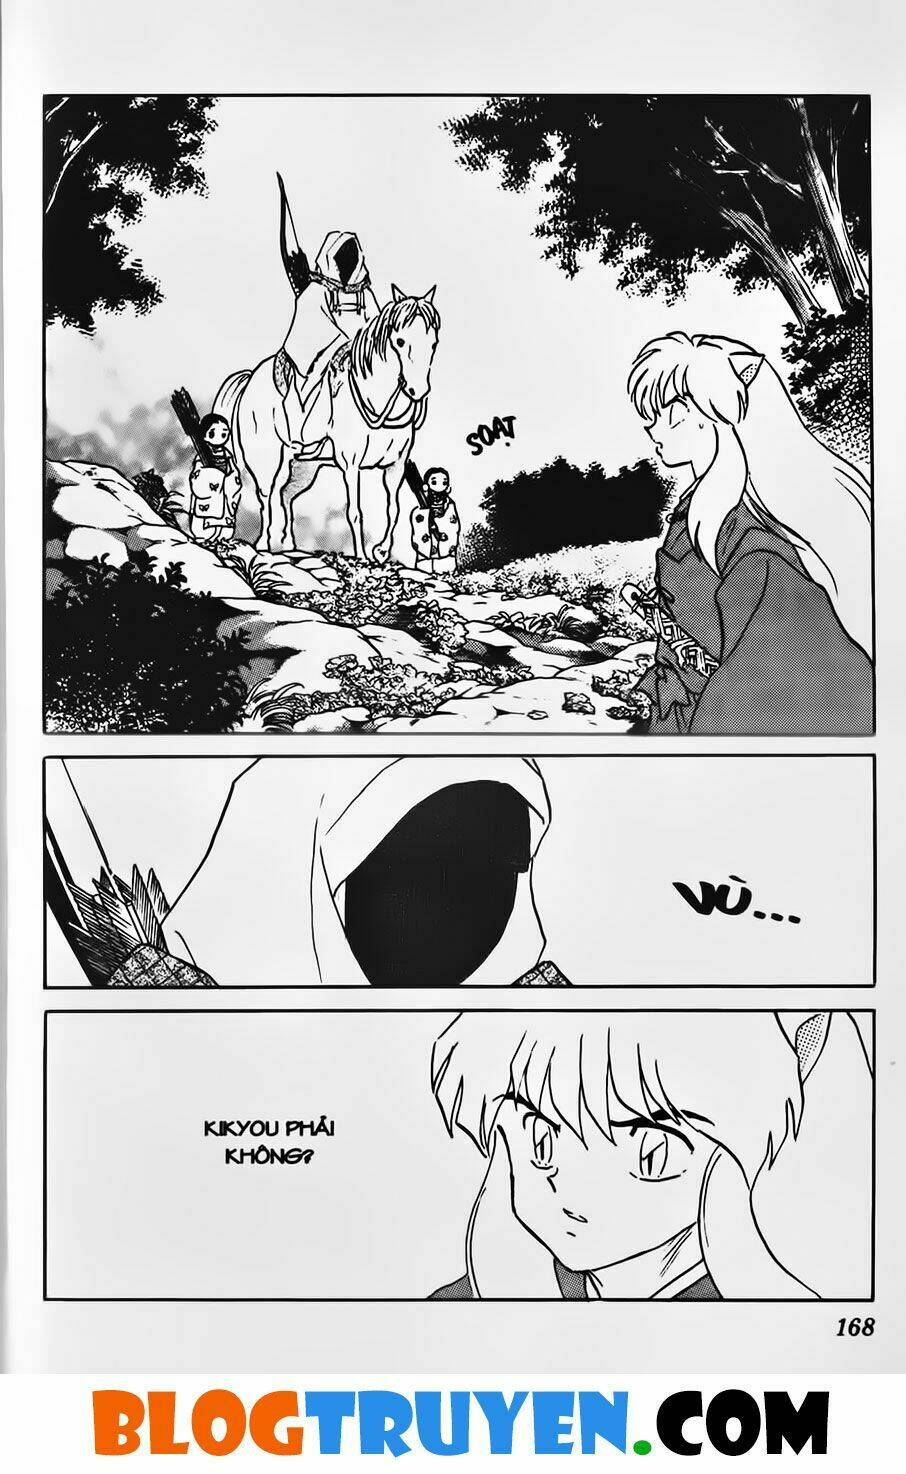 SOẠT
VÙ...
KIKYOU PHẢI
KHÔNG?
168
BLOGTRUYEN.COM